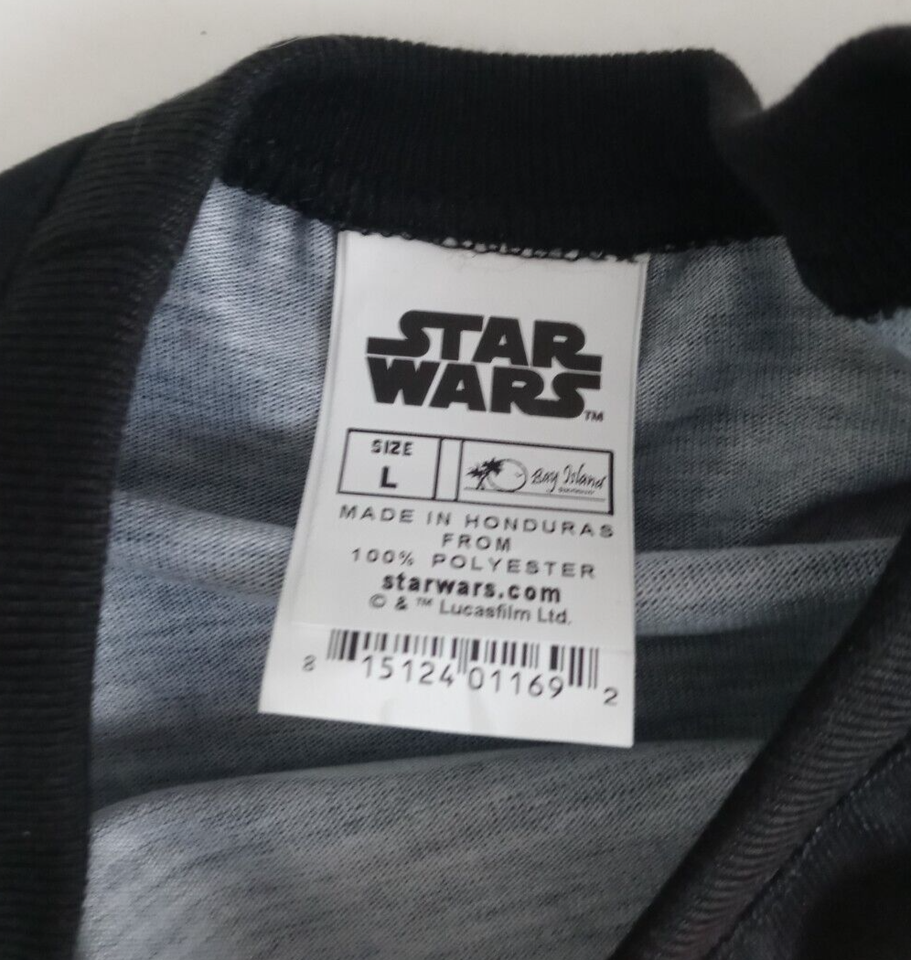 STAR
WARS™
SIZE
L
Bay Island
MADE IN HONDURAS
FROM
100% POLYESTER
starwars.com
© & ™ Lucasfilm Ltd.
8 15124 01169 2